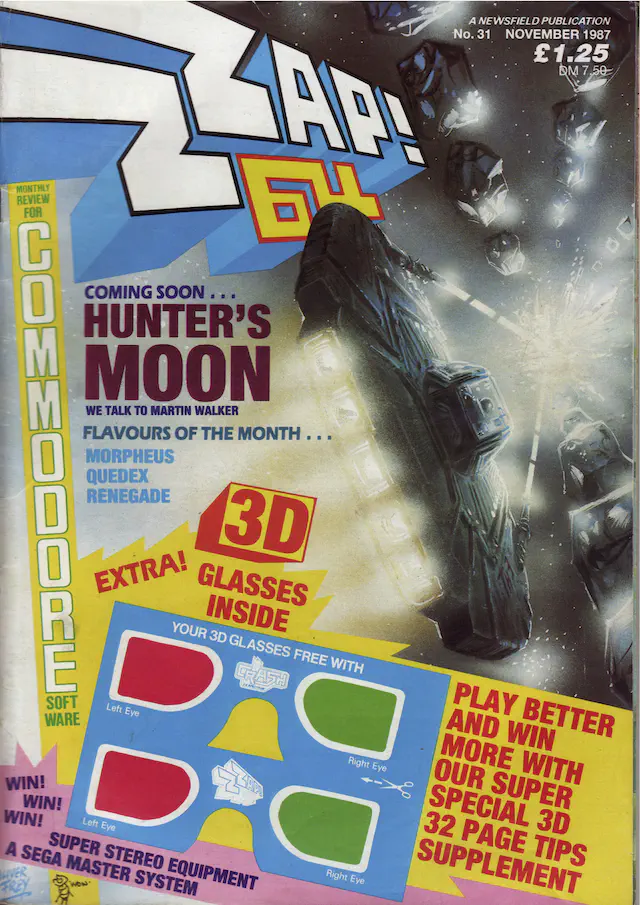 A NEWSFIELD PUBLICATION
No. 31 NOVEMBER 1987
£1.25
DM 7.50
ZZAP!
64
MONTHLY
REVIEW
FOR
COMMODORE
SOFT
WARE
COMING SOON . . .
HUNTER'S
MOON
WE TALK TO MARTIN WALKER
FLAVOURS OF THE MONTH . . .
MORPHEUS
QUEDEX
RENEGADE
EXTRA!
3D
GLASSES
INSIDE
YOUR 3D GLASSES FREE WITH
CRASH
Left Eye
Right Eye
ZZAP!
Left Eye
Right Eye
PLAY BETTER
AND WIN
MORE WITH
OUR SUPER
SPECIAL 3D
32 PAGE TIPS
SUPPLEMENT
WIN!
WIN!
WIN!
SUPER STEREO EQUIPMENT
A SEGA MASTER SYSTEM
OLIVER
FREY
WOW